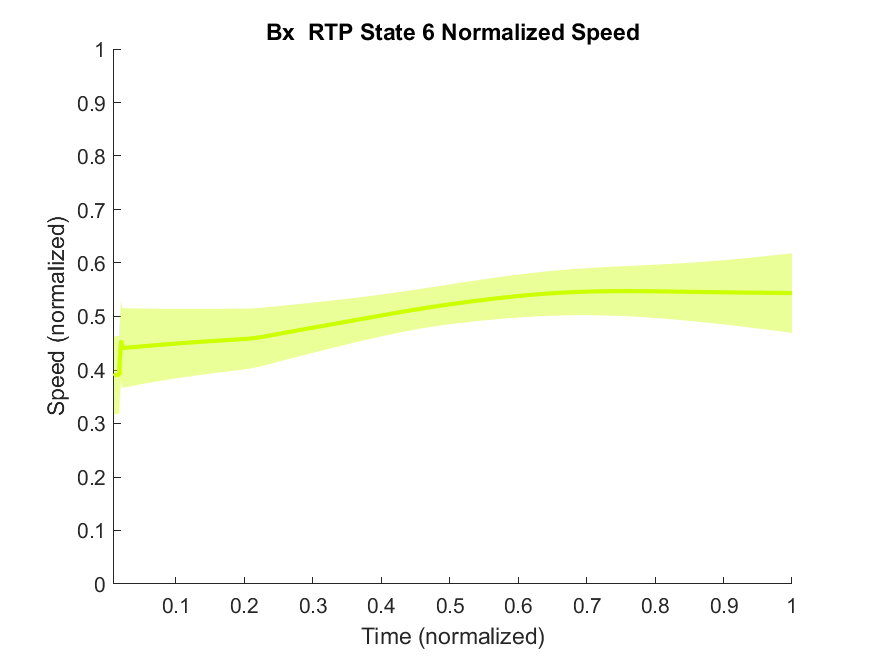 Bx  RTP State 6 Normalized Speed
1
0.9
0.8
0.7
0.6
0.5
0.4
0.3
0.2
0.1
0
Speed (normalized)
0.1 0.2 0.3 0.4 0.5 0.6 0.7 0.8 0.9 1
Time (normalized)